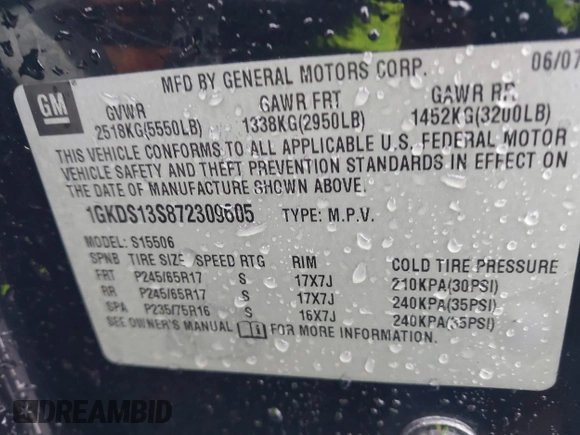 06/07
MFD BY GENERAL MOTORS CORP.
GM
GVWR GAWR FRT GAWR RR
2518KG(5550LB) 1338KG(2950LB) 1452KG(3200LB)
THIS VEHICLE CONFORMS TO ALL APPLICABLE U.S. FEDERAL MOTOR
VEHICLE SAFETY AND THEFT PREVENTION STANDARDS IN EFFECT ON
THE DATE OF MANUFACTURE SHOWN ABOVE.
1GKDS13S872309605 TYPE: M.P.V.
MODEL: S15506
SPNB TIRE SIZE SPEED RTG RIM COLD TIRE PRESSURE
FRT P245/65R17 S 17X7J 210KPA(30PSI)
RR P245/65R17 S 17X7J 240KPA(35PSI)
SPA P235/75R16 S 16X7J 240KPA(35PSI)
SEE OWNER'S MANUAL FOR MORE INFORMATION.
DREAMBID